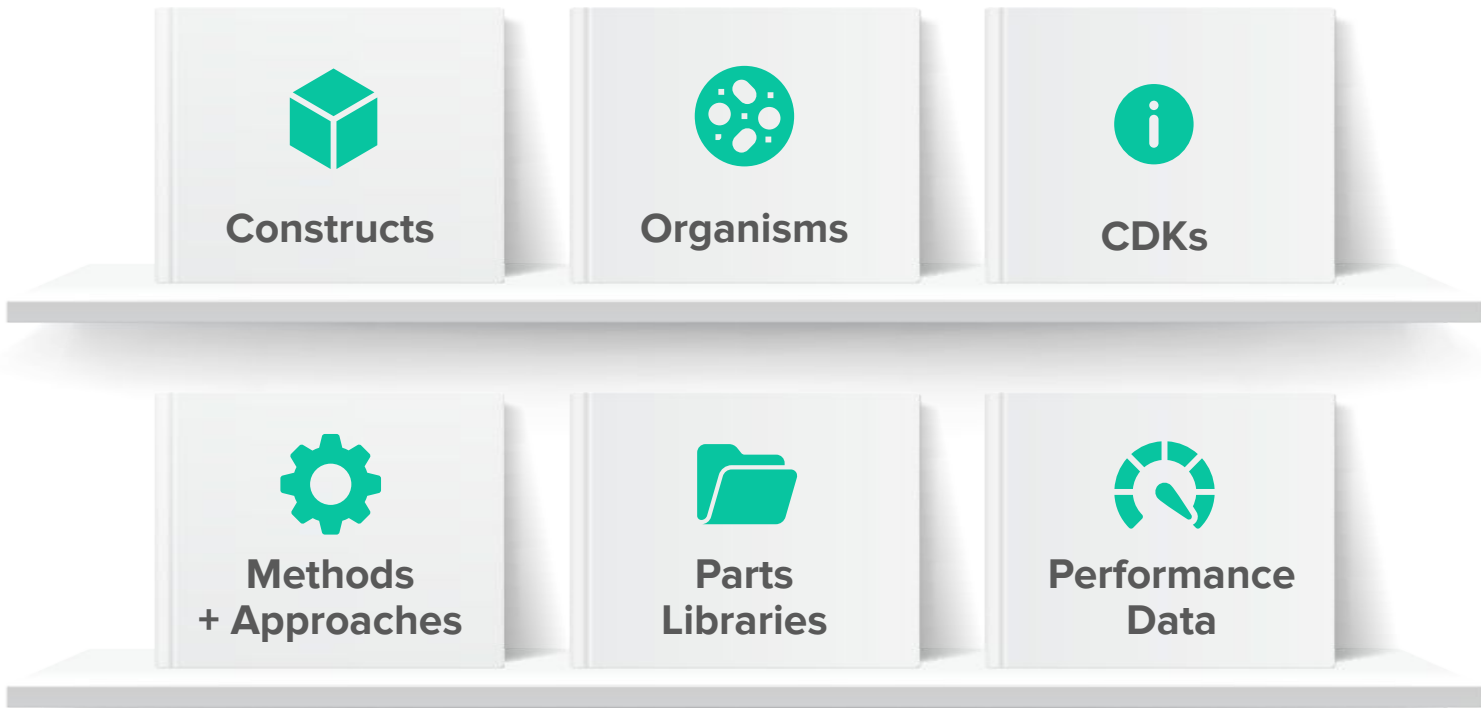 Constructs
Organisms
CDKs
Methods
+ Approaches
Parts
Libraries
Performance
Data